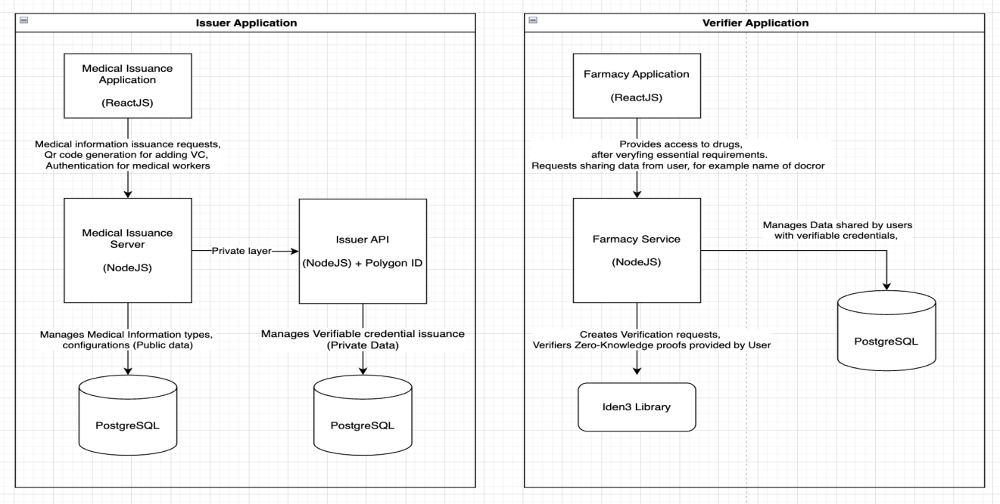 Issuer Application
Medical Issuance
Application
(ReactJS)
Medical information issuance requests,
Qr code generation for adding VC,
Authentication for medical workers
Medical Issuance
Server
(NodeJS)
Private layer
Issuer API
(NodeJS) + Polygon ID
Manages Medical Information types,
configurations (Public data)
Manages Verifiable credential issuance
(Private Data)
PostgreSQL
PostgreSQL
Verifier Application
Farmacy Application
(ReactJS)
Provides access to drugs,
after veryfing essential requirements.
Requests sharing data from user, for example name of docror
Farmacy Service
(NodeJS)
Manages Data shared by users
with verifiable credentials,
PostgreSQL
Creates Verification requests,
Verifiers Zero-Knowledge proofs provided by User
Iden3 Library